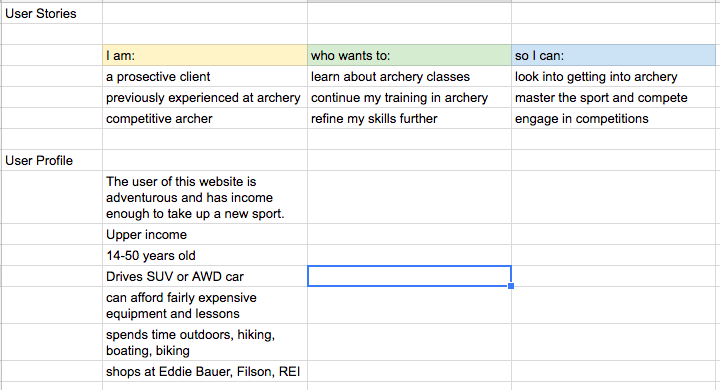 User Stories
I am: who wants to: so I can:
a prosective client learn about archery classes look into getting into archery
previously experienced at archery continue my training in archery master the sport and compete
competitive archer refine my skills further engage in competitions
User Profile
The user of this website is
adventurous and has income
enough to take up a new sport.
Upper income
14-50 years old
Drives SUV or AWD car
can afford fairly expensive
equipment and lessons
spends time outdoors, hiking,
boating, biking
shops at Eddie Bauer, Filson, REI